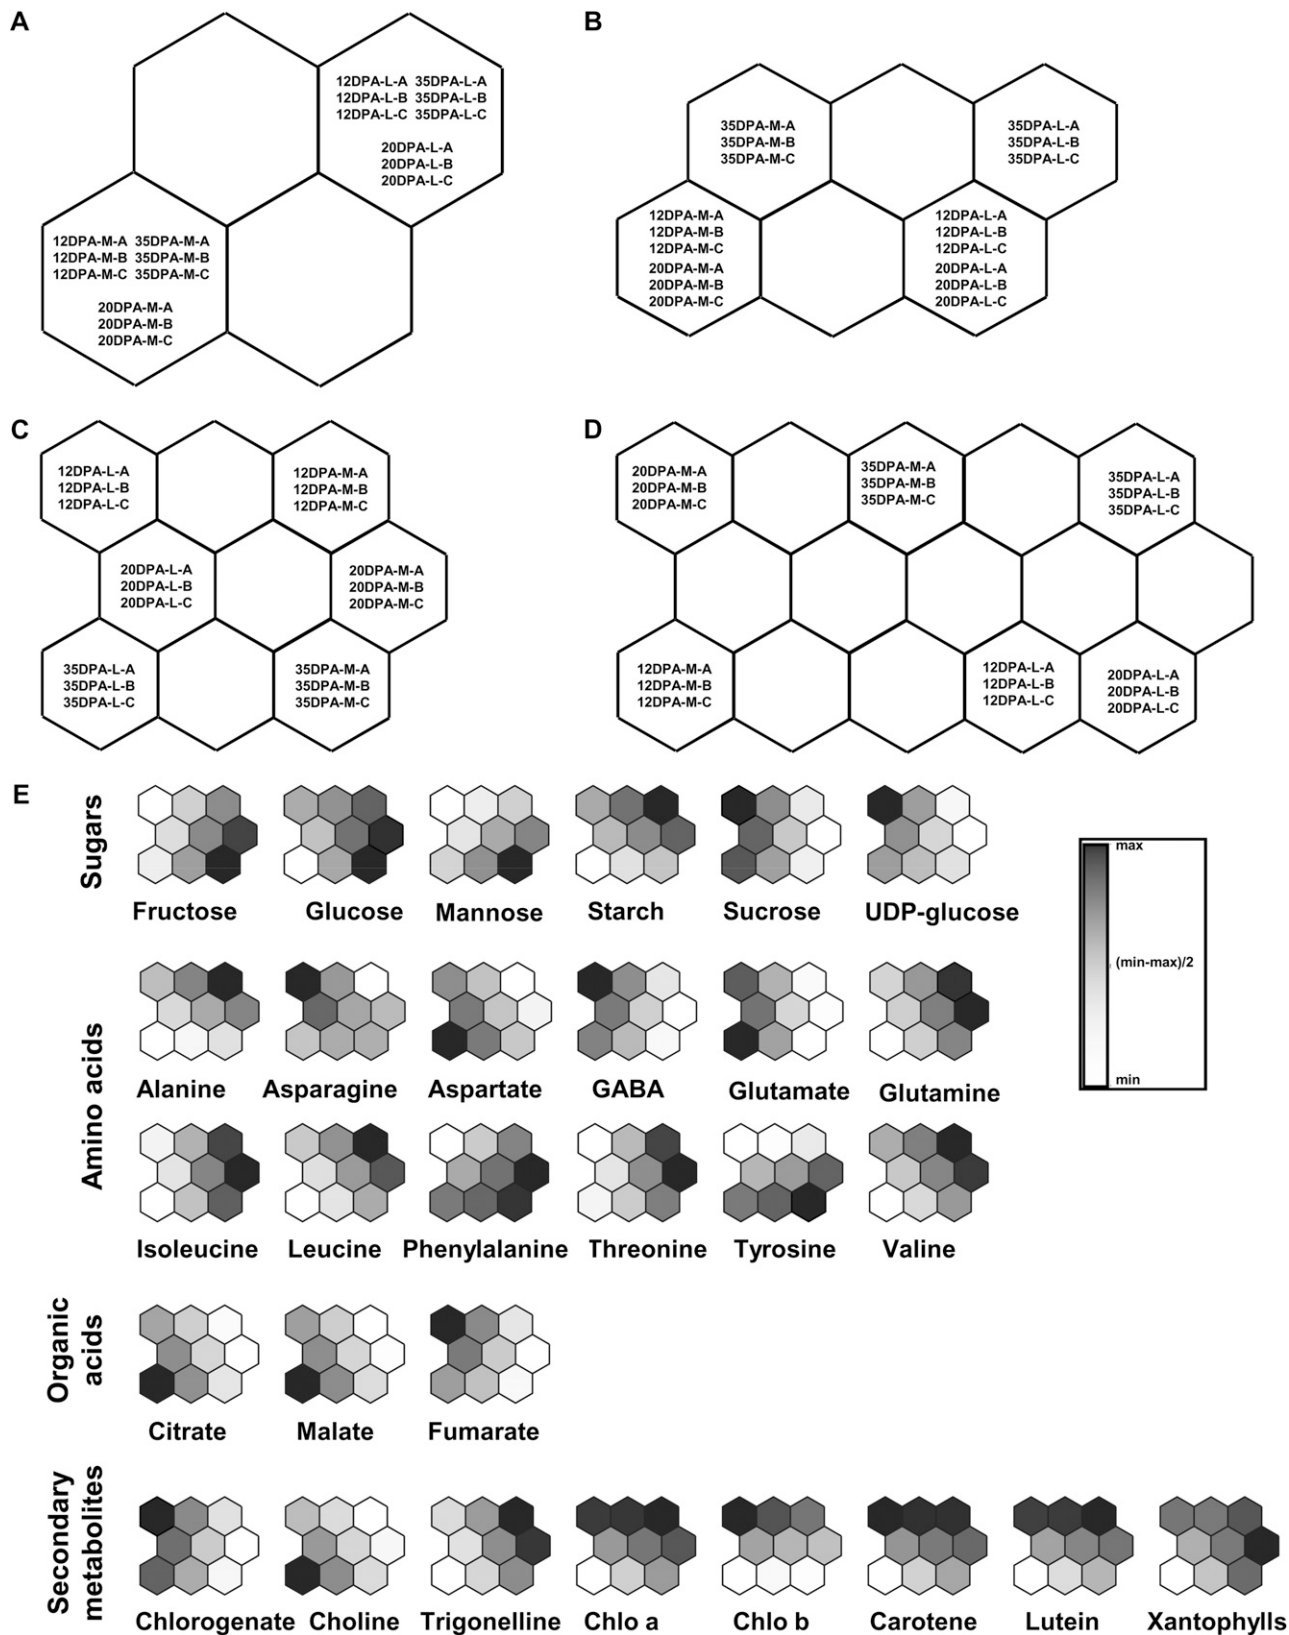 A
12DPA-L-A 35DPA-L-A
12DPA-L-B 35DPA-L-B
12DPA-L-C 35DPA-L-C
20DPA-L-A
20DPA-L-B
20DPA-L-C
12DPA-M-A 35DPA-M-A
12DPA-M-B 35DPA-M-B
12DPA-M-C 35DPA-M-C
20DPA-M-A
20DPA-M-B
20DPA-M-C
B
35DPA-M-A
35DPA-M-B
35DPA-M-C
35DPA-L-A
35DPA-L-B
35DPA-L-C
12DPA-M-A
12DPA-M-B
12DPA-M-C
20DPA-M-A
20DPA-M-B
20DPA-M-C
12DPA-L-A
12DPA-L-B
12DPA-L-C
20DPA-L-A
20DPA-L-B
20DPA-L-C
C
12DPA-L-A
12DPA-L-B
12DPA-L-C
12DPA-M-A
12DPA-M-B
12DPA-M-C
20DPA-L-A
20DPA-L-B
20DPA-L-C
20DPA-M-A
20DPA-M-B
20DPA-M-C
35DPA-L-A
35DPA-L-B
35DPA-L-C
35DPA-M-A
35DPA-M-B
35DPA-M-C
D
20DPA-M-A
20DPA-M-B
20DPA-M-C
35DPA-M-A
35DPA-M-B
35DPA-M-C
35DPA-L-A
35DPA-L-B
35DPA-L-C
12DPA-M-A
12DPA-M-B
12DPA-M-C
12DPA-L-A
12DPA-L-B
12DPA-L-C
20DPA-L-A
20DPA-L-B
20DPA-L-C
E
Sugars
Fructose Glucose Mannose Starch Sucrose UDP-glucose
max
(min-max)/2
min
Amino acids
Alanine Asparagine Aspartate GABA Glutamate Glutamine
Isoleucine Leucine Phenylalanine Threonine Tyrosine Valine
Organic
acids
Citrate Malate Fumarate
Secondary
metabolites
Chlorogenate Choline Trigonelline Chlo a Chlo b Carotene Lutein Xantophylls